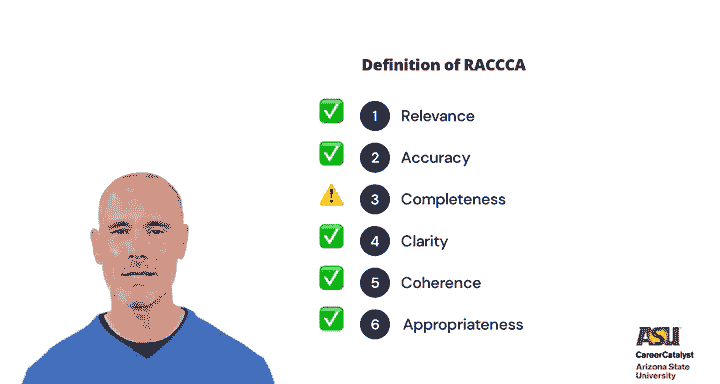 Definition of RACCCA
1 Relevance
2 Accuracy
3 Completeness
4 Clarity
5 Coherence
6 Appropriateness
ASU
CareerCatalyst
Arizona State
University